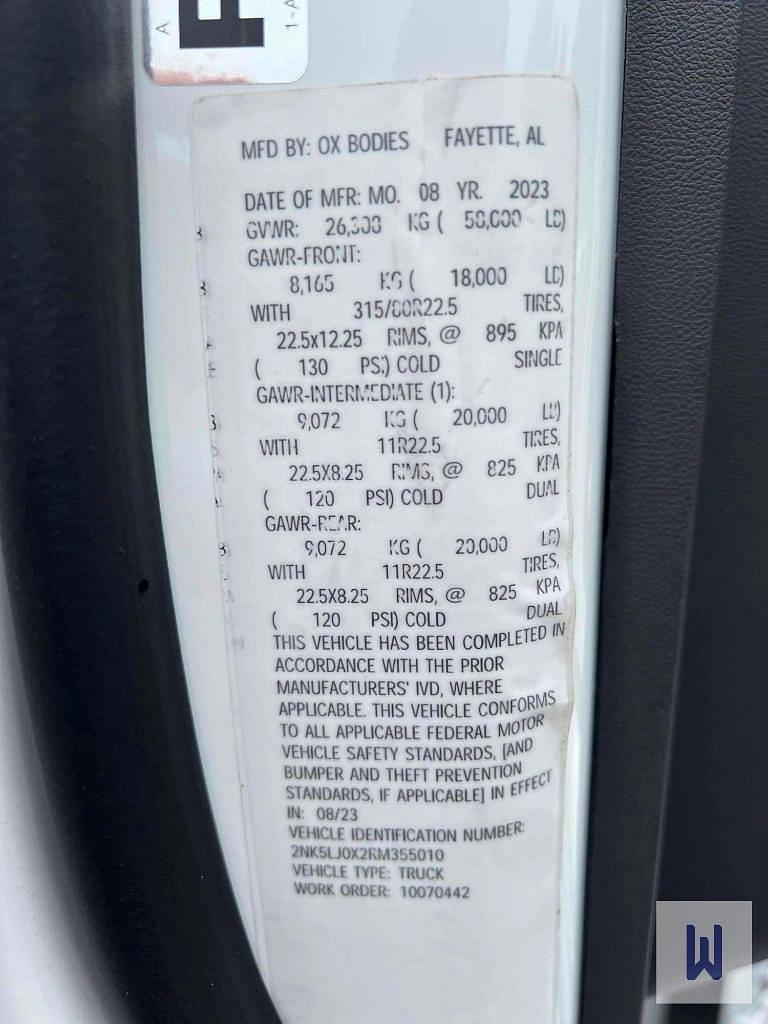 A
1-A
MFD BY: OX BODIES FAYETTE, AL
DATE OF MFR: MO. 08 YR. 2023
GVWR: 26,308 KG ( 58,000 LB)
GAWR-FRONT:
8,165 KG ( 18,000 LB)
WITH 315/80R22.5 TIRES,
22.5x12.25 RIMS, @ 895 KPA
( 130 PSI) COLD SINGLE
GAWR-INTERMEDIATE (1):
9,072 KG ( 20,000 LB)
WITH 11R22.5 TIRES,
22.5X8.25 RIMS, @ 825 KPA
( 120 PSI) COLD DUAL
GAWR-REAR:
9,072 KG ( 20,000 LB)
WITH 11R22.5 TIRES,
22.5X8.25 RIMS, @ 825 KPA
( 120 PSI) COLD DUAL
THIS VEHICLE HAS BEEN COMPLETED IN
ACCORDANCE WITH THE PRIOR
MANUFACTURERS' IVD, WHERE
APPLICABLE. THIS VEHICLE CONFORMS
TO ALL APPLICABLE FEDERAL MOTOR
VEHICLE SAFETY STANDARDS, [AND
BUMPER AND THEFT PREVENTION
STANDARDS, IF APPLICABLE] IN EFFECT
IN: 08/23
VEHICLE IDENTIFICATION NUMBER:
2NK5LJ0X2RM355010
VEHICLE TYPE: TRUCK
WORK ORDER: 10070442
W